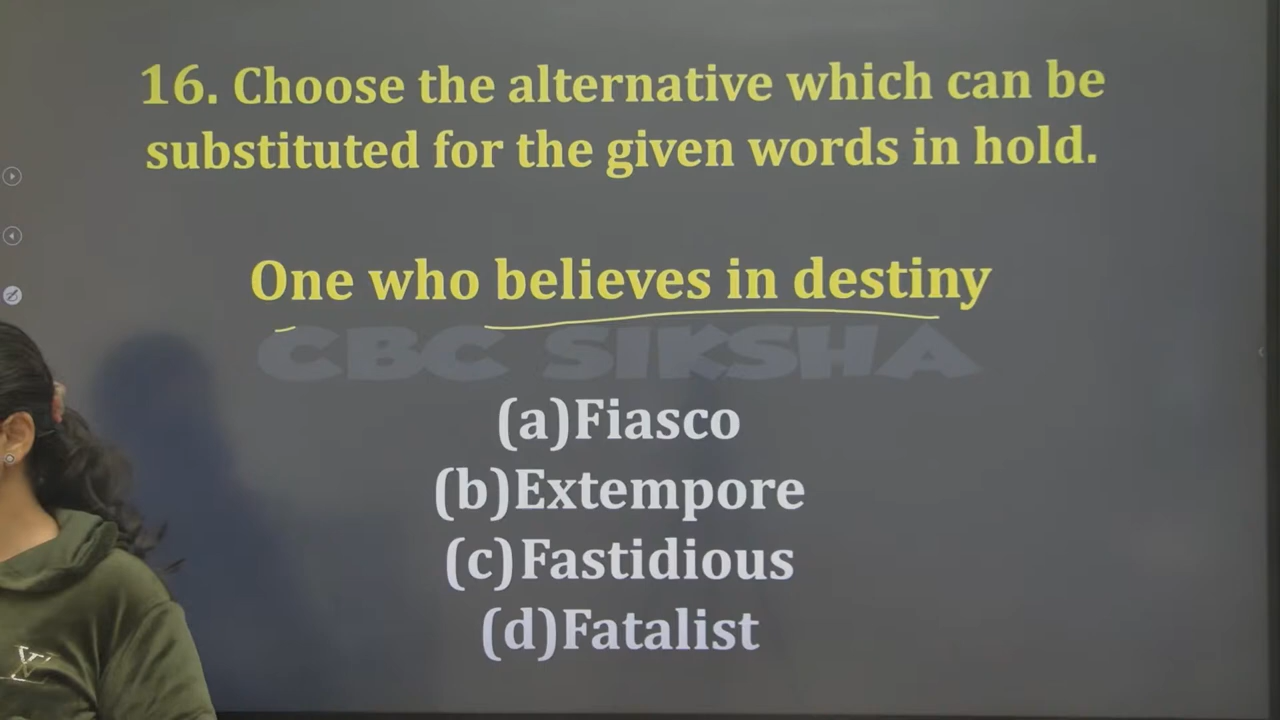 16. Choose the alternative which can be
substituted for the given words in hold.
One who believes in destiny
CBC SIKSHA
(a)Fiasco
(b)Extempore
(c)Fastidious
(d)Fatalist